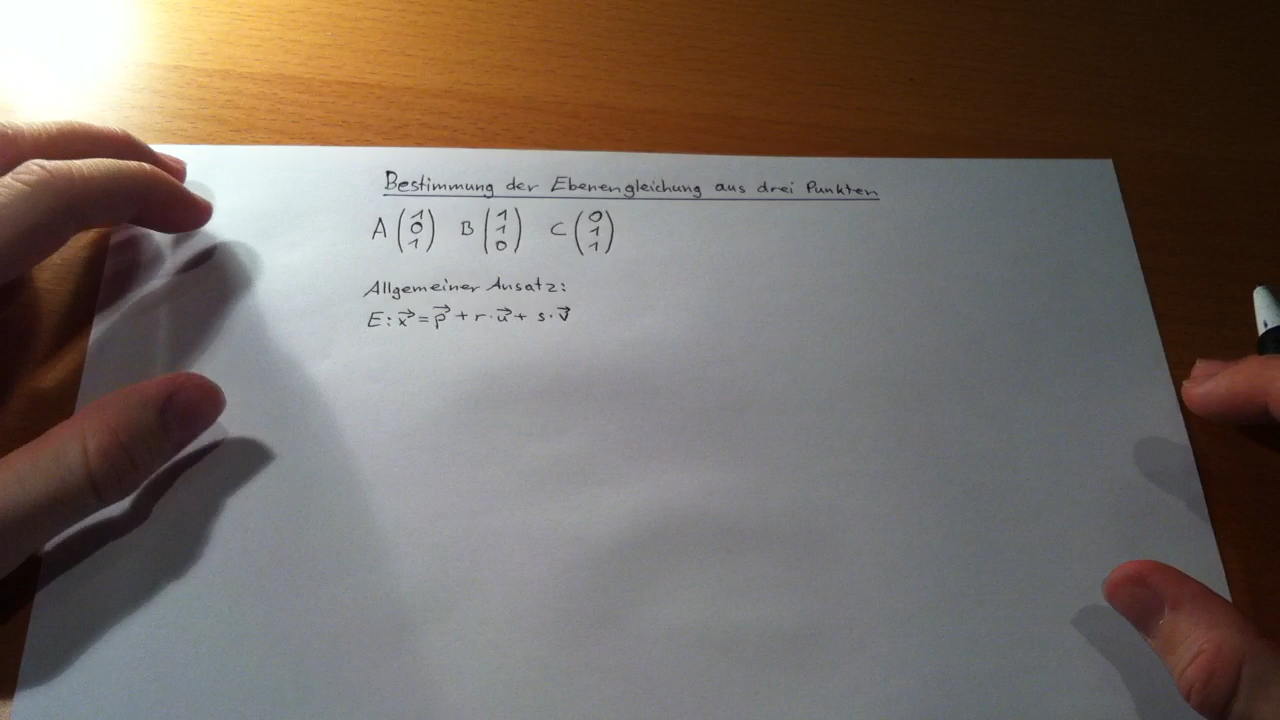 Bestimmung der Ebenengleichung aus drei Punkten
A (1 0 1) B (1 1 0) C (0 1 1)
Allgemeiner Ansatz:
E: x⃗ = p⃗ + r · u⃗ + s · v⃗